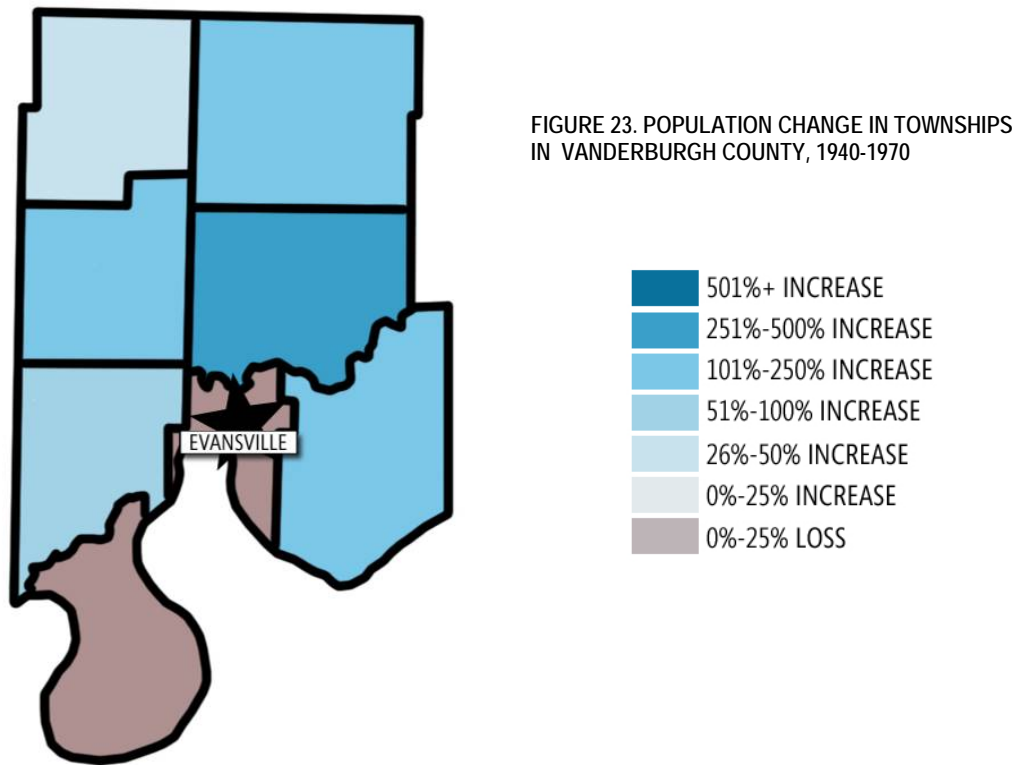 FIGURE 23. POPULATION CHANGE IN TOWNSHIPS
IN VANDERBURGH COUNTY, 1940-1970
501%+ INCREASE
251%-500% INCREASE
101%-250% INCREASE
51%-100% INCREASE
26%-50% INCREASE
0%-25% INCREASE
0%-25% LOSS
EVANSVILLE